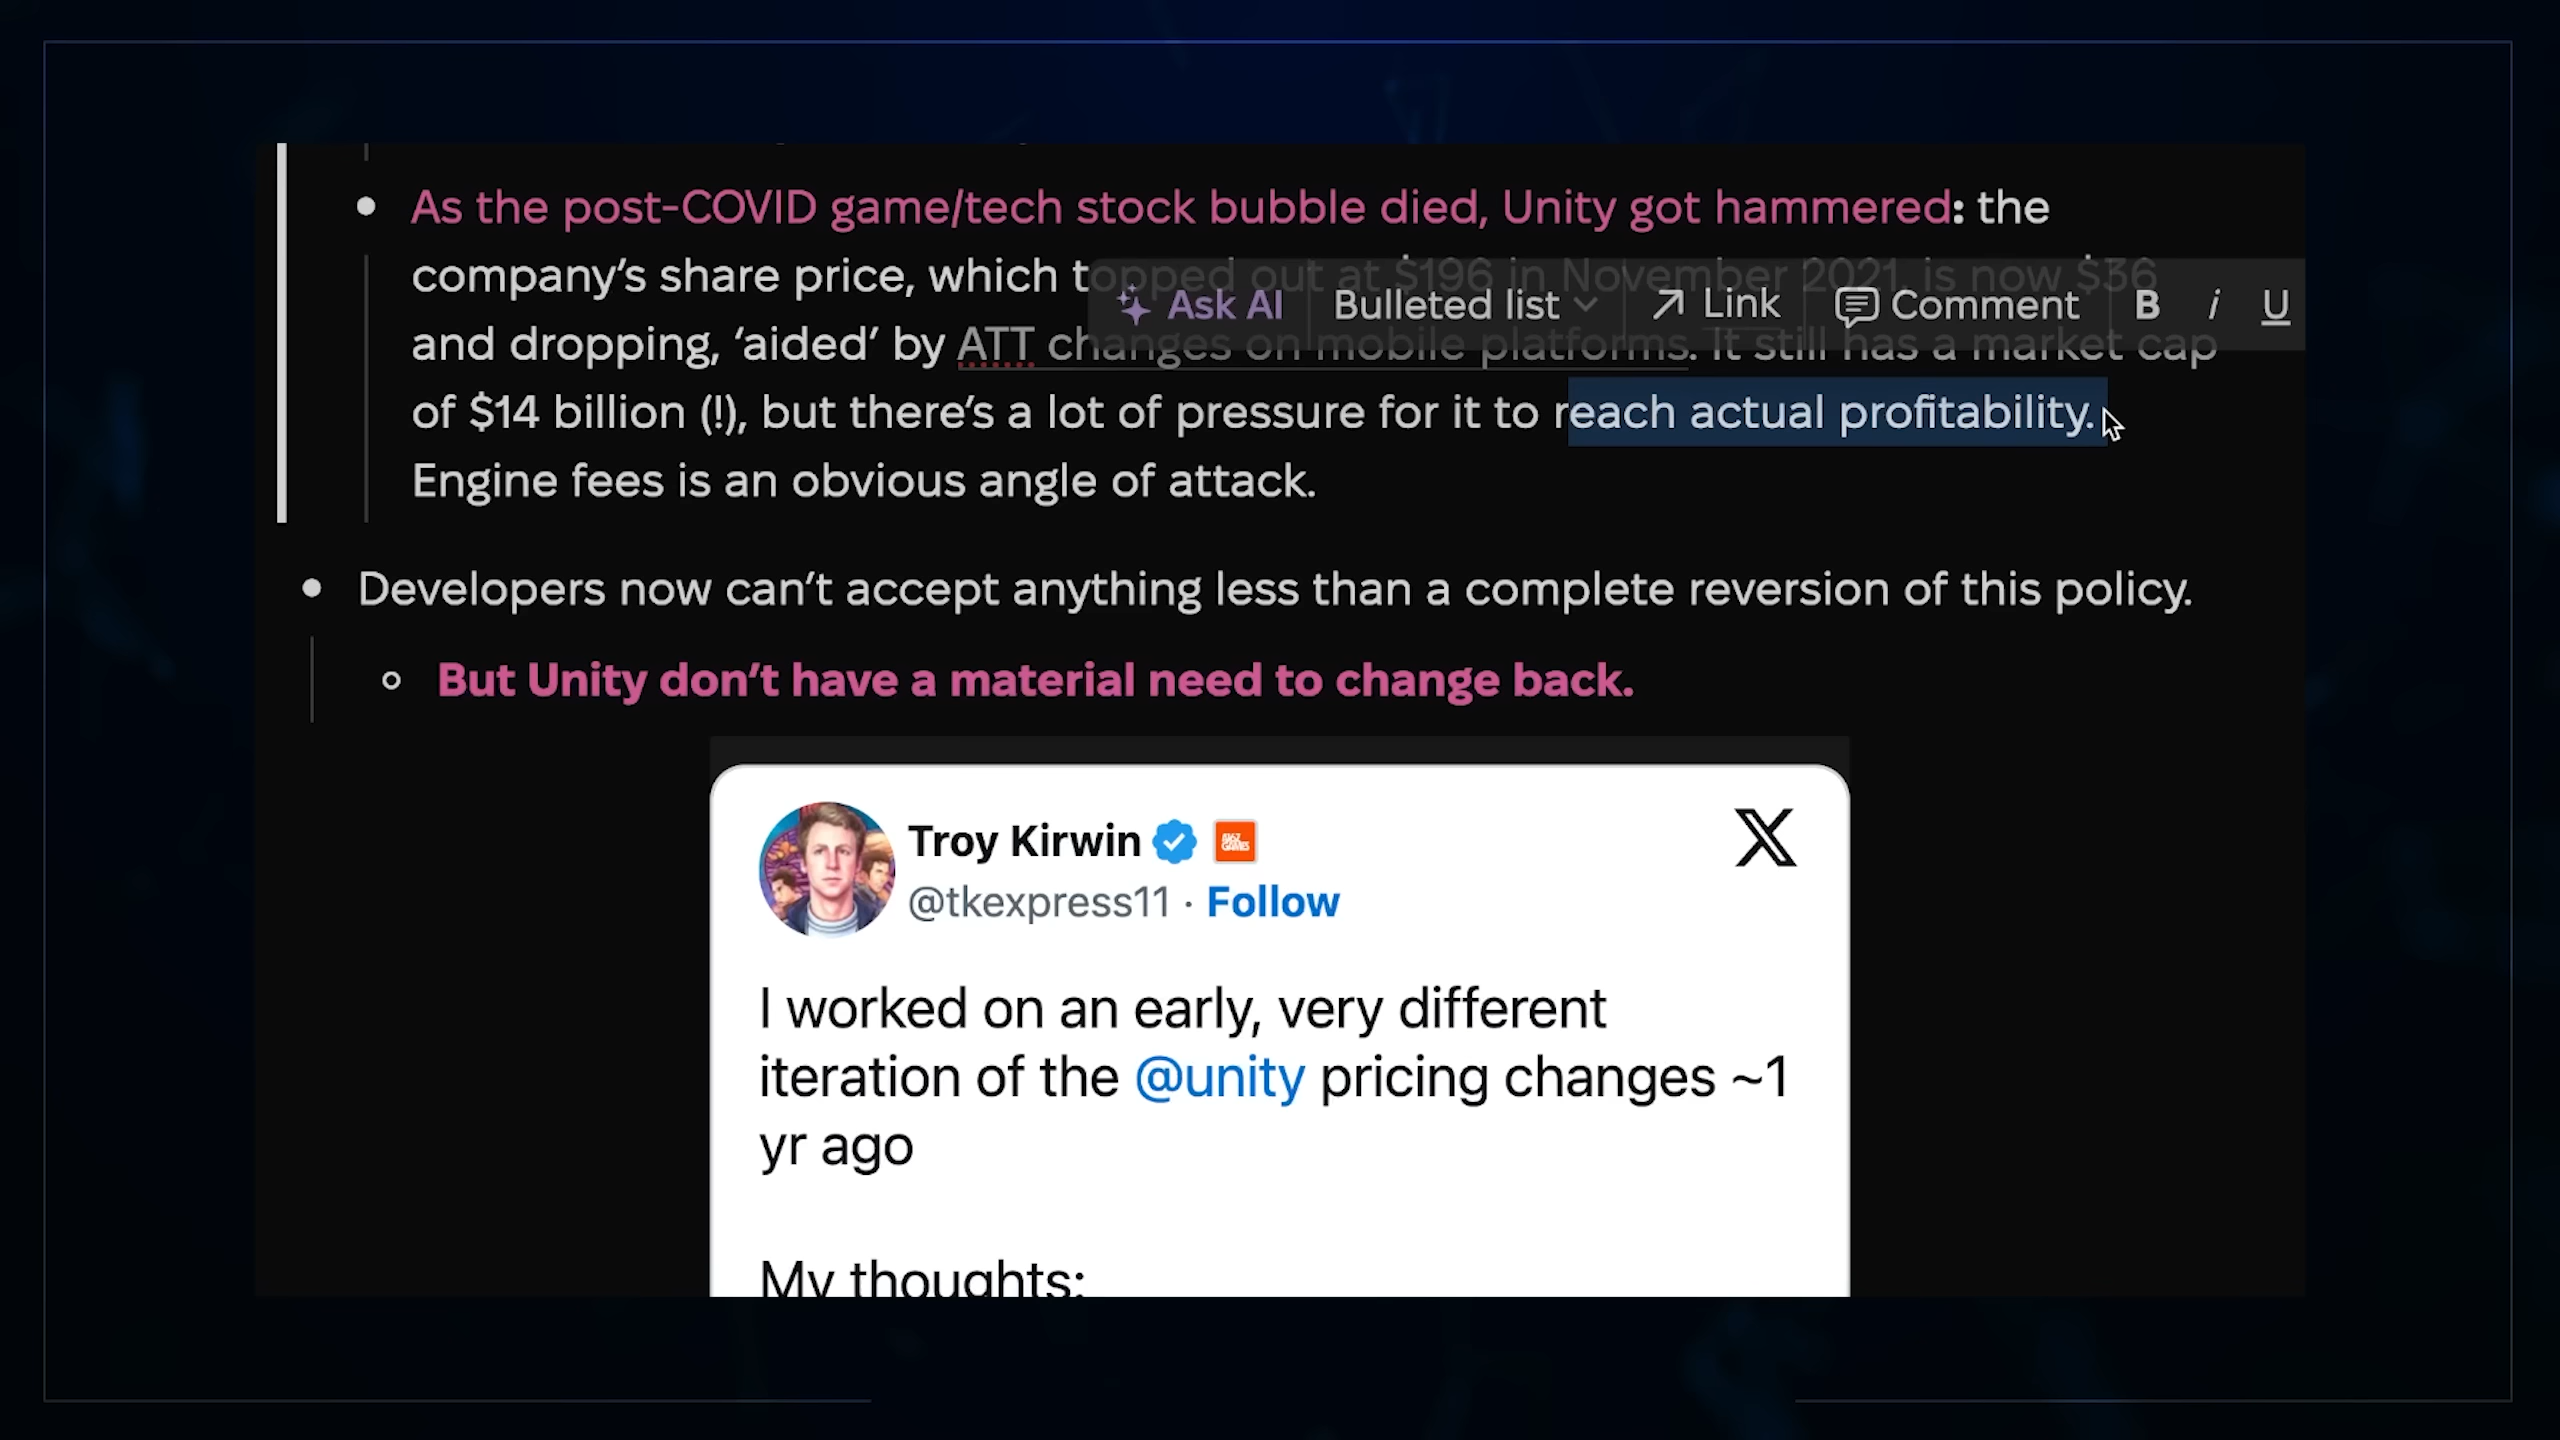 As the post-COVID game/tech stock bubble died, Unity got hammered: the
company's share price, which topped out at $196 in November 2021, is now $36
Ask AI Bulleted list Link Comment B i U
and dropping, 'aided' by ATT changes on mobile platforms. It still has a market cap
of $14 billion (!), but there's a lot of pressure for it to reach actual profitability.
Engine fees is an obvious angle of attack.
Developers now can't accept anything less than a complete reversion of this policy.
But Unity don't have a material need to change back.
Troy Kirwin
@tkexpress11 · Follow
I worked on an early, very different
iteration of the @unity pricing changes ~1
yr ago
My thoughts: